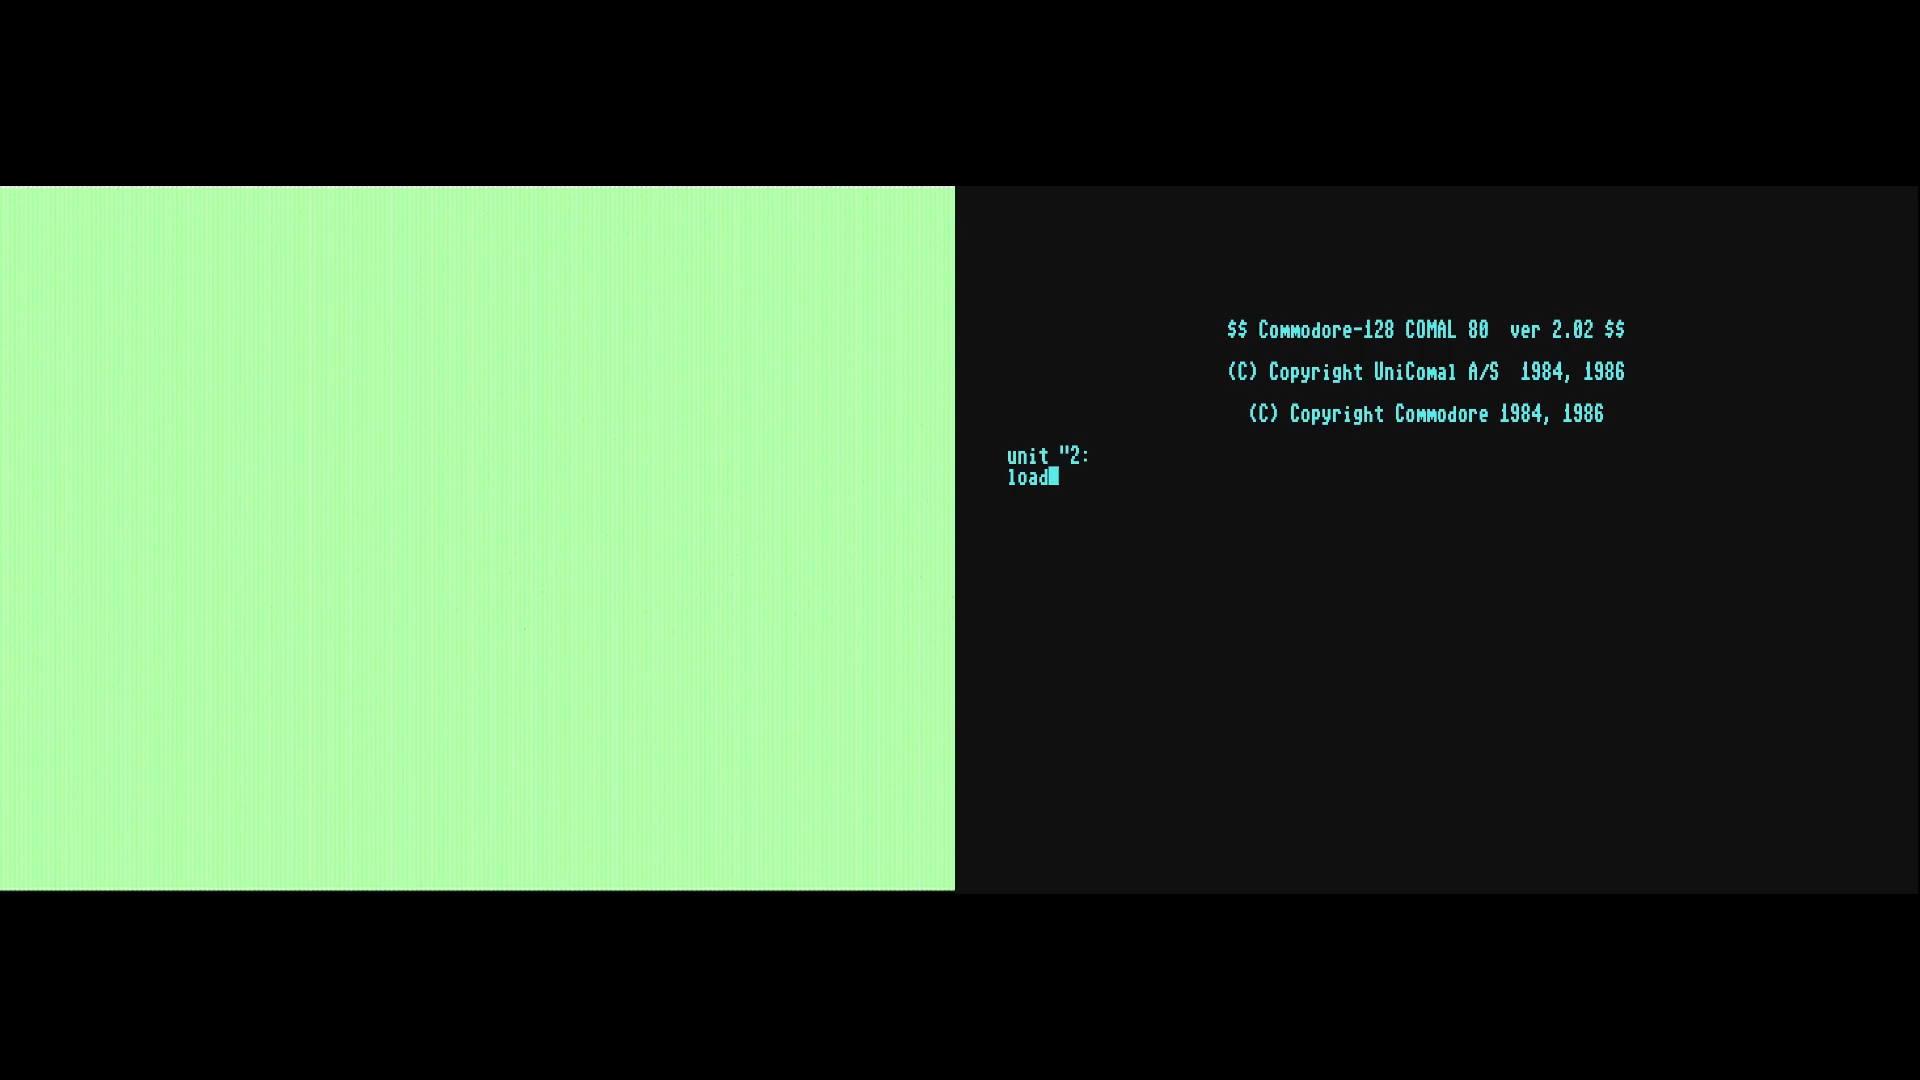 $$ Commodore-128 COMAL 80  ver 2.02 $$
(C) Copyright UniComal A/S  1984, 1986
(C) Copyright Commodore 1984, 1986
unit "2:
load